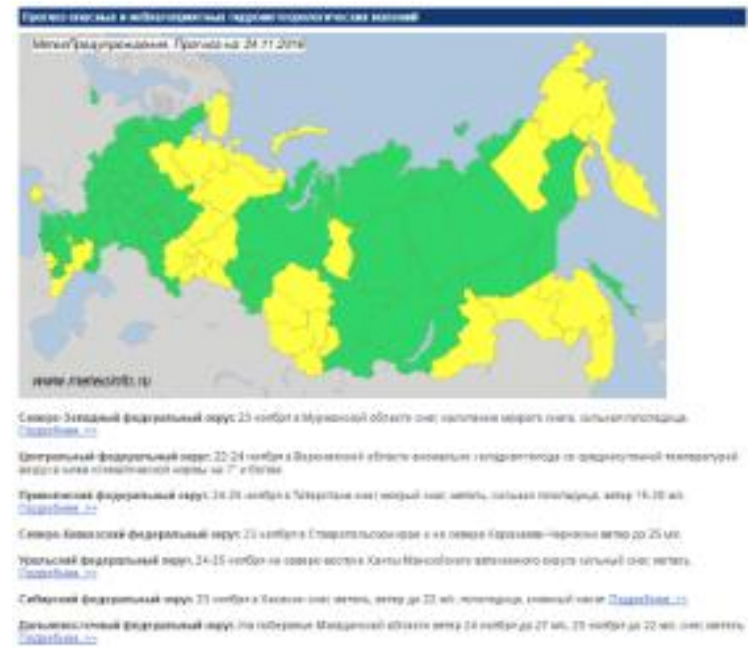 Прогноз опасных и неблагоприятных гидрометеорологических явлений
МетеоПредупреждения. Прогноз на: 24.11.2016
www.meteoinfo.ru
Северо-Западный федеральный округ: 23 ноября в Мурманской области снег, налипание мокрого снега, сильная гололедица.
Подробнее >>
Центральный федеральный округ: 22-24 ноября в Воронежской области аномально холодная погода со среднесуточной температурой
воздуха ниже климатической нормы на 7° и более.
Приволжский федеральный округ: 24-25 ноября в Татарстане снег, мокрый снег, метель, сильная гололедица, ветер 15-20 м/с.
Подробнее >>
Северо-Кавказский федеральный округ: 23 ноября в Ставропольском крае и на севере Карачаево-Черкесии ветер до 25 м/с.
Уральский федеральный округ: 24-25 ноября на северо-востоке Ханты-Мансийского автономного округа сильный снег, метель.
Подробнее >>
Сибирский федеральный округ: 23 ноября в Хакасии снег, метель, ветер до 22 м/с, гололедица, снежный накат. Подробнее >>
Дальневосточный федеральный округ: На побережье Магаданской области ветер 24 ноября до 27 м/с, 25 ноября до 22 м/с, снег, метель.
Подробнее >>